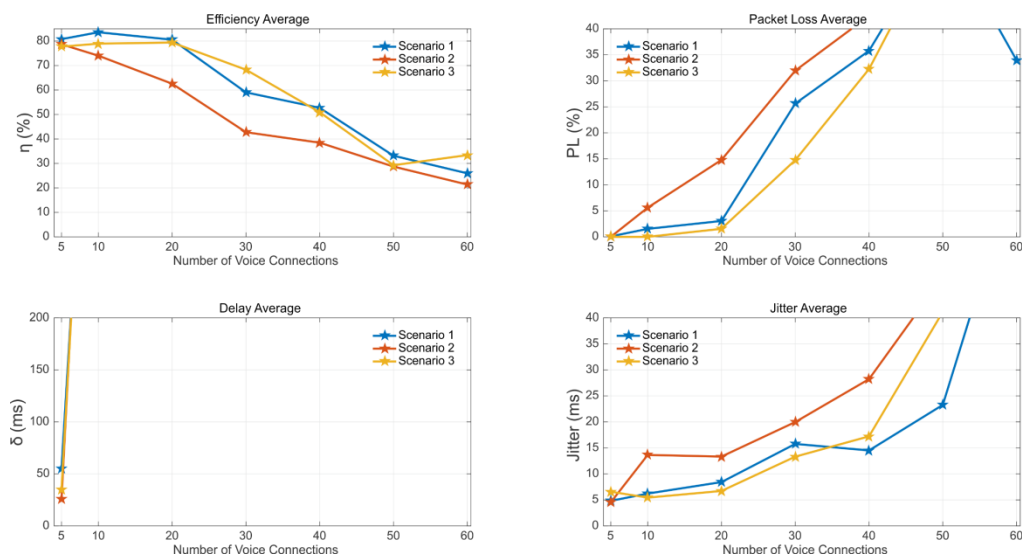 Efficiency Average
80
70
60
50
40
30
20
10
0
η (%)
Scenario 1
Scenario 2
Scenario 3
5 10 20 30 40 50 60
Number of Voice Connections
Packet Loss Average
40
35
30
25
20
15
10
5
0
PL (%)
Scenario 1
Scenario 2
Scenario 3
5 10 20 30 40 50 60
Number of Voice Connections
Delay Average
200
150
100
50
0
δ (ms)
Scenario 1
Scenario 2
Scenario 3
5 10 20 30 40 50 60
Number of Voice Connections
Jitter Average
40
35
30
25
20
15
10
5
0
Jitter (ms)
Scenario 1
Scenario 2
Scenario 3
5 10 20 30 40 50 60
Number of Voice Connections